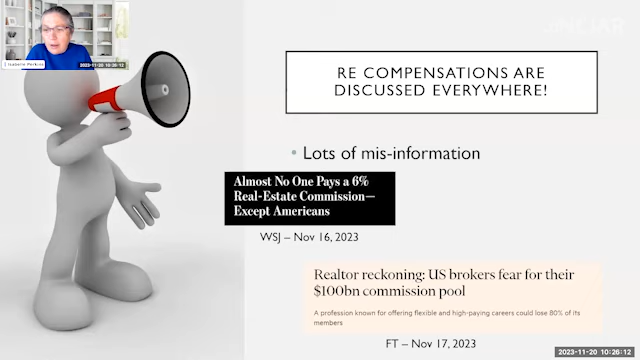 #NCJAR
Isabelle Perkins
2023-11-20 10:26:12
RE COMPENSATIONS ARE
DISCUSSED EVERYWHERE!
• Lots of mis-information
Almost No One Pays a 6%
Real-Estate Commission—
Except Americans
WSJ – Nov 16, 2023
Realtor reckoning: US brokers fear for their
$100bn commission pool
A profession known for offering flexible and high-paying careers could lose 80% of its
members
FT – Nov 17, 2023
2023-11-20 10:26:12